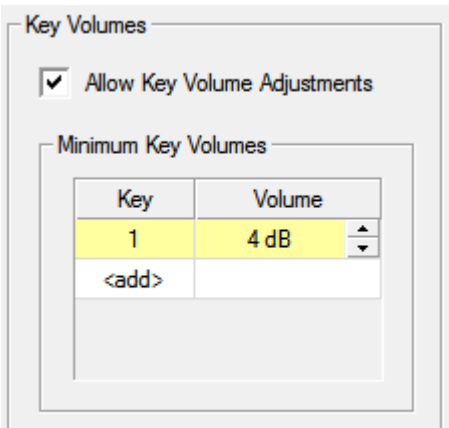 Key Volumes
Allow Key Volume Adjustments
Minimum Key Volumes
Key Volume
1 4 dB
<add>